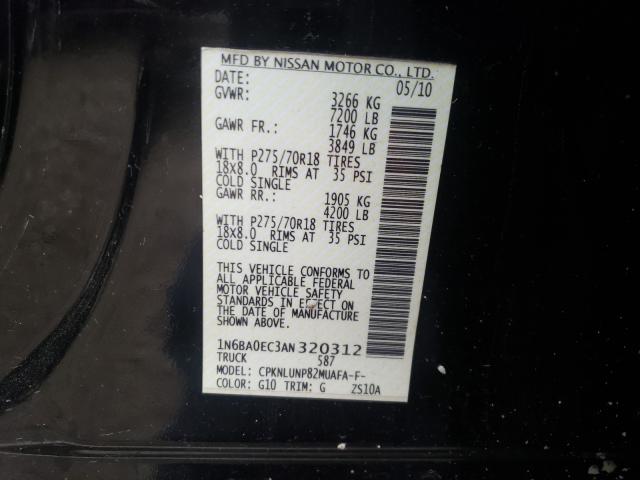 MFD BY NISSAN MOTOR CO., LTD.
DATE: 05/10
GVWR: 3266 KG
7200 LB
GAWR FR.: 1746 KG
3849 LB
WITH P275/70R18 TIRES
18X8.0 RIMS AT 35 PSI
COLD SINGLE
GAWR RR.: 1905 KG
4200 LB
WITH P275/70R18 TIRES
18X8.0 RIMS AT 35 PSI
COLD SINGLE
THIS VEHICLE CONFORMS TO
ALL APPLICABLE FEDERAL
MOTOR VEHICLE SAFETY
STANDARDS IN EFFECT ON
THE DATE OF MANUFACTURE
SHOWN ABOVE.
1N6BA0EC3AN320312
TRUCK 587
MODEL: CPKNLUNP82MUAFA-F-
COLOR: G10 TRIM: G ZS10A